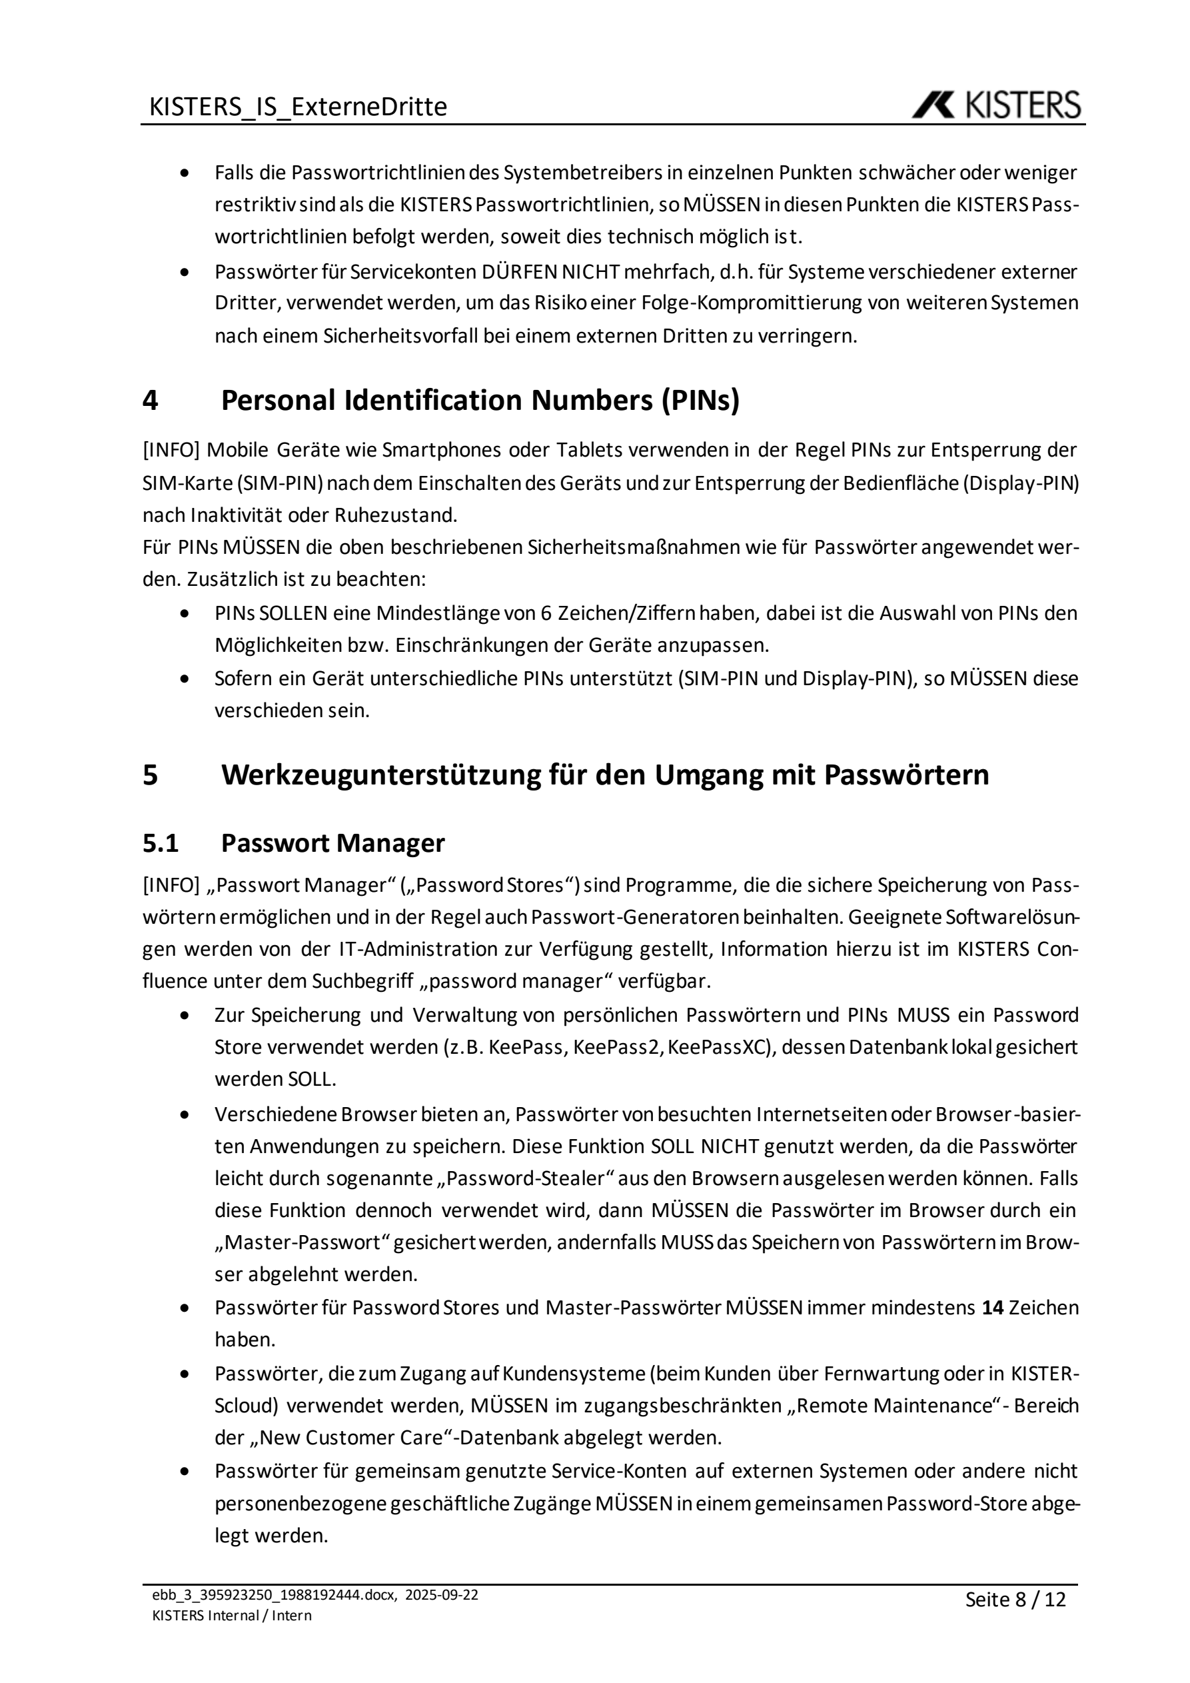 KISTERS_IS_ExterneDritte
KISTERS
• Falls die Passwortrichtlinien des Systembetreibers in einzelnen Punkten schwächer oder weniger
restriktiv sind als die KISTERS Passwortrichtlinien, so MÜSSEN in diesen Punkten die KISTERS Pass-
wortrichtlinien befolgt werden, soweit dies technisch möglich ist.
• Passwörter für Servicekonten DÜRFEN NICHT mehrfach, d.h. für Systeme verschiedener externer
Dritter, verwendet werden, um das Risiko einer Folge-Kompromittierung von weiteren Systemen
nach einem Sicherheitsvorfall bei einem externen Dritten zu verringern.
4 Personal Identification Numbers (PINs)
[INFO] Mobile Geräte wie Smartphones oder Tablets verwenden in der Regel PINs zur Entsperrung der
SIM-Karte (SIM-PIN) nach dem Einschalten des Geräts und zur Entsperrung der Bedienfläche (Display-PIN)
nach Inaktivität oder Ruhezustand.
Für PINs MÜSSEN die oben beschriebenen Sicherheitsmaßnahmen wie für Passwörter angewendet wer-
den. Zusätzlich ist zu beachten:
• PINs SOLLEN eine Mindestlänge von 6 Zeichen/Ziffern haben, dabei ist die Auswahl von PINs den
Möglichkeiten bzw. Einschränkungen der Geräte anzupassen.
• Sofern ein Gerät unterschiedliche PINs unterstützt (SIM-PIN und Display-PIN), so MÜSSEN diese
verschieden sein.
5 Werkzeugunterstützung für den Umgang mit Passwörtern
5.1 Passwort Manager
[INFO] „Passwort Manager“ („Password Stores“) sind Programme, die die sichere Speicherung von Pass-
wörtern ermöglichen und in der Regel auch Passwort-Generatoren beinhalten. Geeignete Softwarelösun-
gen werden von der IT-Administration zur Verfügung gestellt, Information hierzu ist im KISTERS Con-
fluence unter dem Suchbegriff „password manager“ verfügbar.
• Zur Speicherung und Verwaltung von persönlichen Passwörtern und PINs MUSS ein Password
Store verwendet werden (z.B. KeePass, KeePass2, KeePassXC), dessen Datenbank lokal gesichert
werden SOLL.
• Verschiedene Browser bieten an, Passwörter von besuchten Internetseiten oder Browser-basier-
ten Anwendungen zu speichern. Diese Funktion SOLL NICHT genutzt werden, da die Passwörter
leicht durch sogenannte „Password-Stealer“ aus den Browsern ausgelesen werden können. Falls
diese Funktion dennoch verwendet wird, dann MÜSSEN die Passwörter im Browser durch ein
„Master-Passwort“ gesichert werden, andernfalls MUSS das Speichern von Passwörtern im Brow-
ser abgelehnt werden.
• Passwörter für Password Stores und Master-Passwörter MÜSSEN immer mindestens 14 Zeichen
haben.
• Passwörter, die zum Zugang auf Kundensysteme (beim Kunden über Fernwartung oder in KISTER-
Scloud) verwendet werden, MÜSSEN im zugangsbeschränkten „Remote Maintenance“- Bereich
der „New Customer Care“-Datenbank abgelegt werden.
• Passwörter für gemeinsam genutzte Service-Konten auf externen Systemen oder andere nicht
personenbezogene geschäftliche Zugänge MÜSSEN in einem gemeinsamen Password-Store abge-
legt werden.
ebb_3_395923250_1988192444.docx, 2025-09-22
Seite 8 / 12
KISTERS Internal / Intern